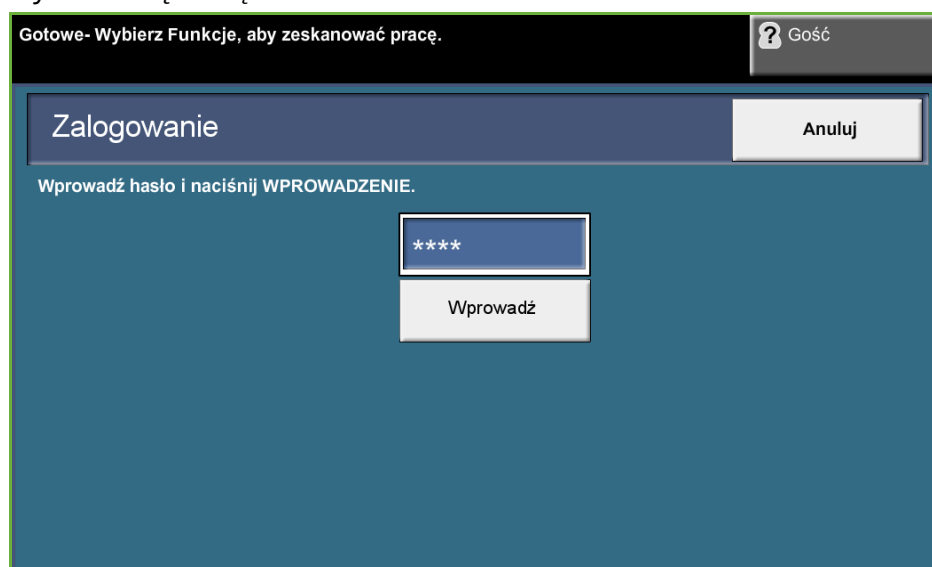 Gotowe- Wybierz Funkcje, aby zeskanować pracę.
? Gość
Zalogowanie
Anuluj
Wprowadź hasło i naciśnij WPROWADZENIE.
****
Wprowadź